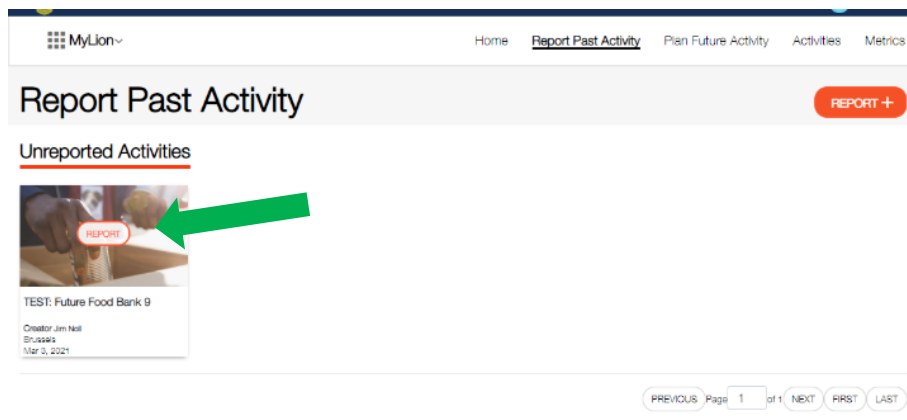 MyLion
Home Report Past Activity Plan Future Activity Activities Metrics
Report Past Activity
REPORT +
Unreported Activities
REPORT
TEST: Future Food Bank 9
Creator Jim Noll
Brussels
Mar 3, 2021
PREVIOUS Page 1 of 1 NEXT FIRST LAST